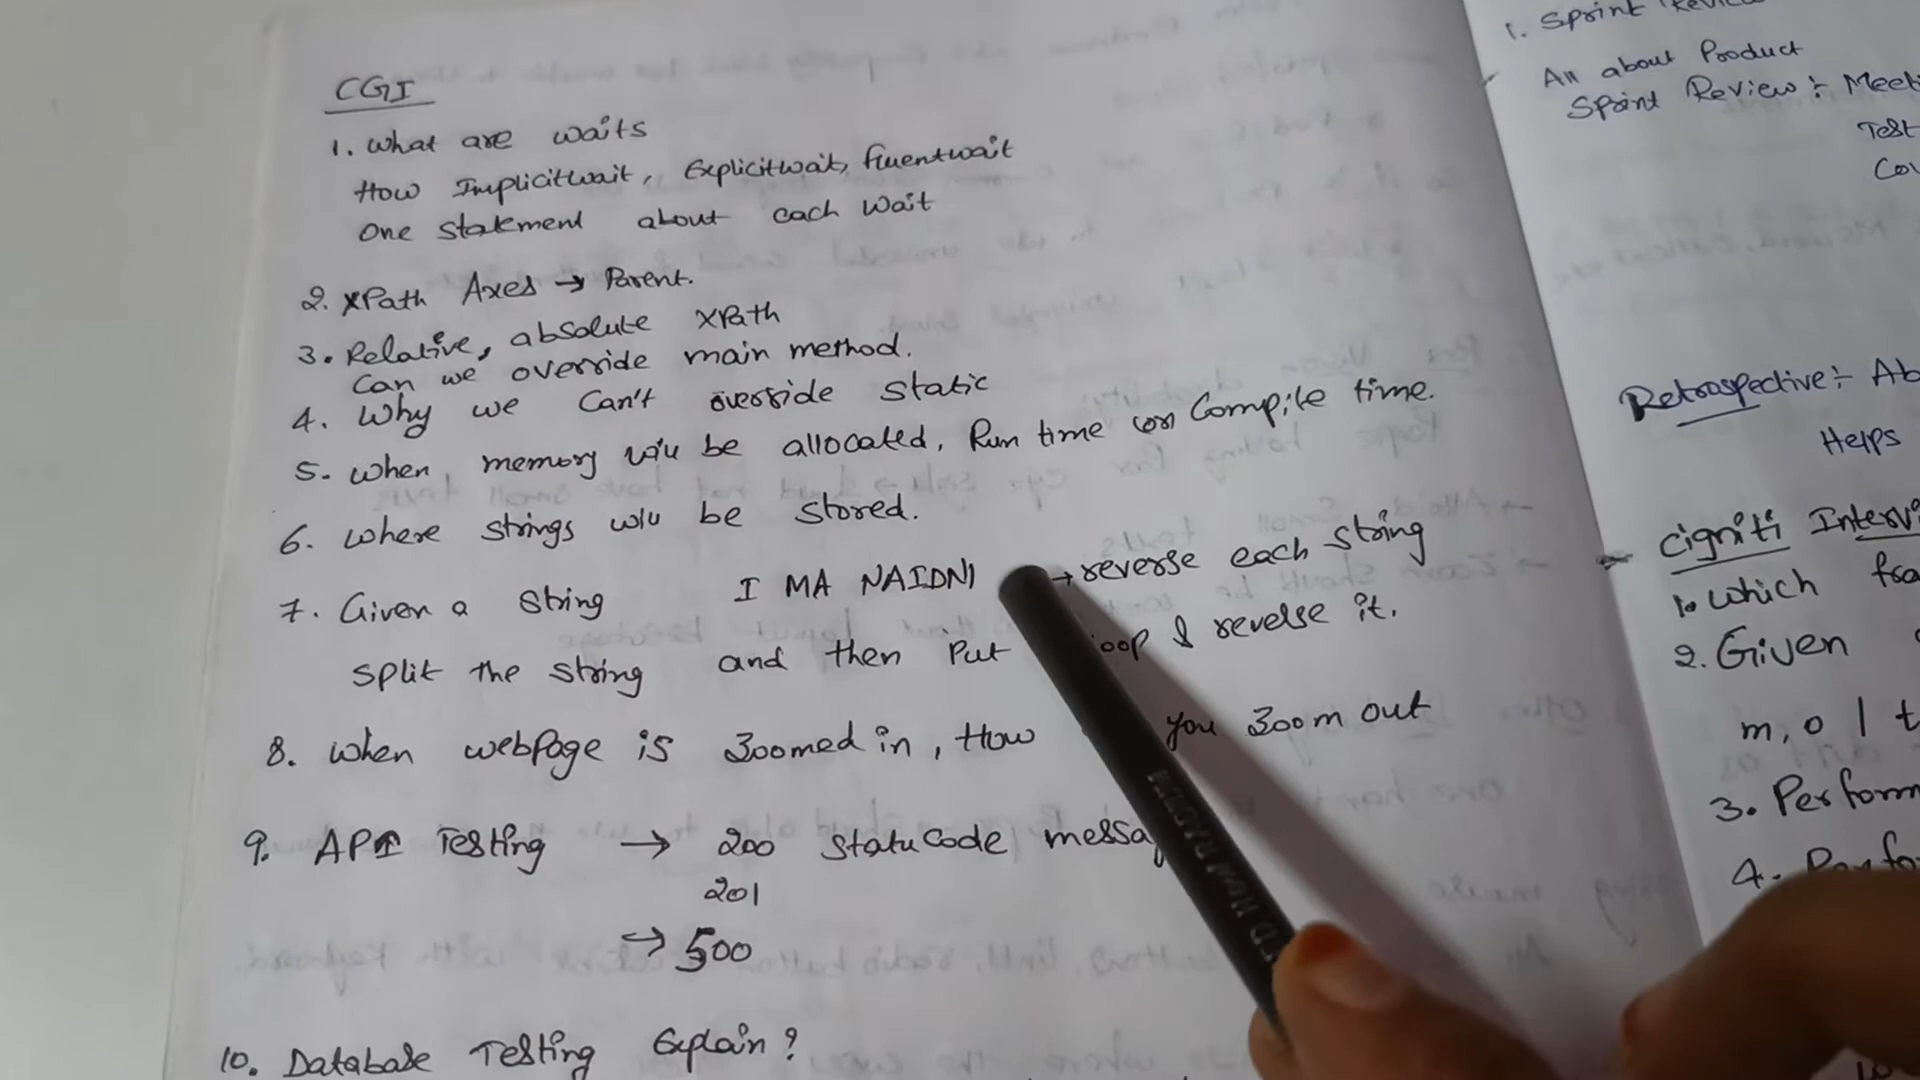 CGI
1. What are waits
How Implicitwait, Explicitwait, fluentwait
One statement about each wait
2. XPath Axes → Parent.
3. Relative, absolute XPath
Can we override main method.
4. Why we can't override static
5. When memory will be allocated, Run time (or) Compile time.
6. Where strings will be stored.
7. Given a string I MA NAIDNI → reverse each string
split the string and then Put loop & reverse it.
8. When webpage is zoomed in, How you zoom out
9. API Testing → 200 StatuCode messa
201
→ 500
10. Database Testing Explain?
1. Sprint Revie
All about Product
Sprint Review :- Meet
Test
Retrospective :- Ab
Helps
Cigniti Interv
1. Which fra
2. Given
m, o l t
3. Perform
4.